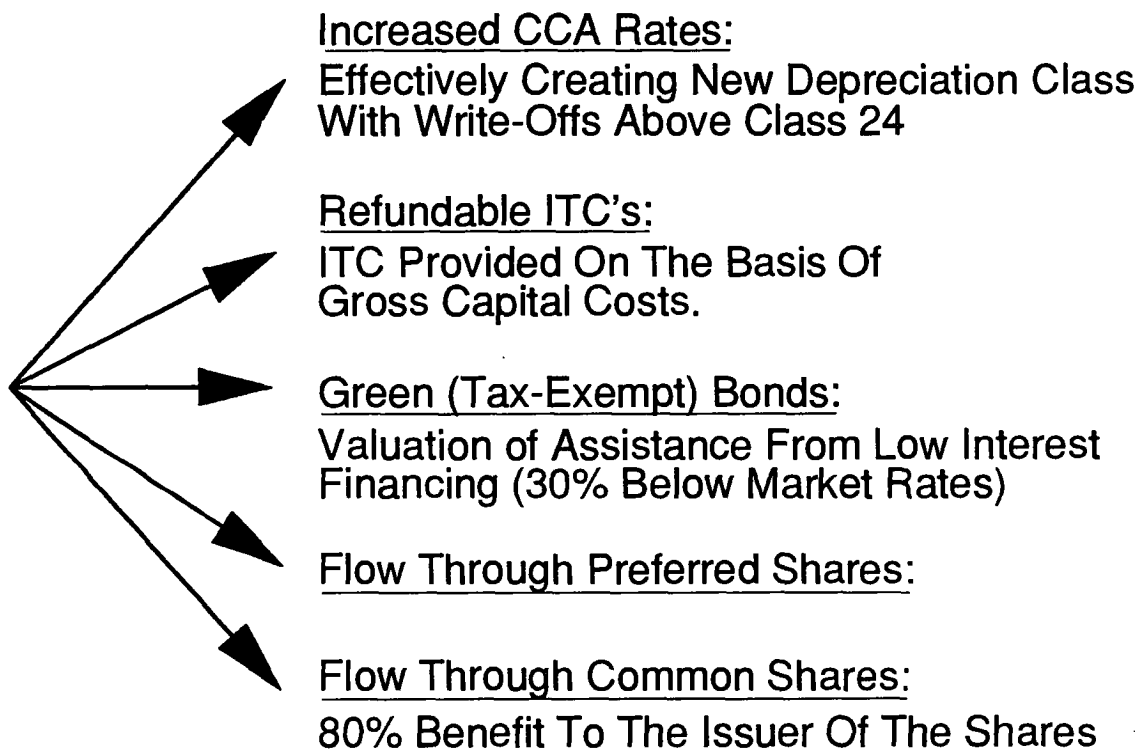 Increased CCA Rates:
Effectively Creating New Depreciation Class
With Write-Offs Above Class 24
Refundable ITC's:
ITC Provided On The Basis Of
Gross Capital Costs.
Green (Tax-Exempt) Bonds:
Valuation of Assistance From Low Interest
Financing (30% Below Market Rates)
Flow Through Preferred Shares:
Flow Through Common Shares:
80% Benefit To The Issuer Of The Shares